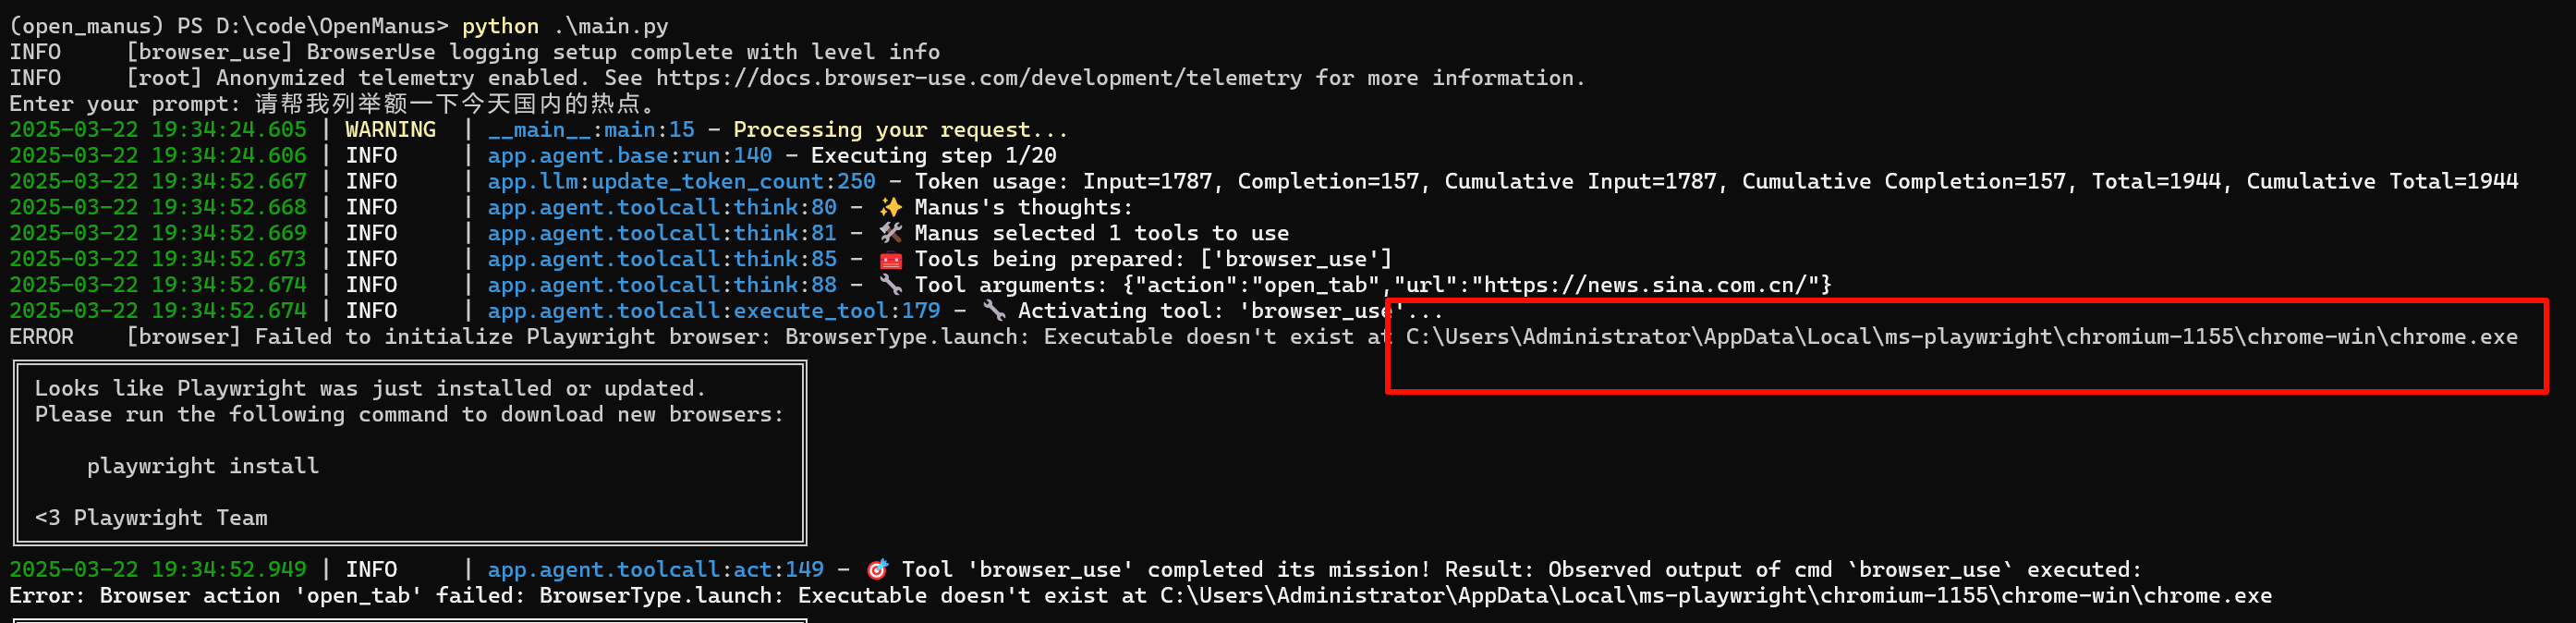 (open_manus) PS D:\code\OpenManus> python .\main.py
INFO     [browser_use] BrowserUse logging setup complete with level info
INFO     [root] Anonymized telemetry enabled. See https://docs.browser-use.com/development/telemetry for more information.
Enter your prompt: 请帮我列举额一下今天国内的热点。
2025-03-22 19:34:24.605 | WARNING  | __main__:main:15 - Processing your request...
2025-03-22 19:34:24.606 | INFO     | app.agent.base:run:140 - Executing step 1/20
2025-03-22 19:34:52.667 | INFO     | app.llm:update_token_count:250 - Token usage: Input=1787, Completion=157, Cumulative Input=1787, Cumulative Completion=157, Total=1944, Cumulative Total=1944
2025-03-22 19:34:52.668 | INFO     | app.agent.toolcall:think:80 - ✨ Manus's thoughts:
2025-03-22 19:34:52.669 | INFO     | app.agent.toolcall:think:81 - 🛠️ Manus selected 1 tools to use
2025-03-22 19:34:52.673 | INFO     | app.agent.toolcall:think:85 - 🧰 Tools being prepared: ['browser_use']
2025-03-22 19:34:52.674 | INFO     | app.agent.toolcall:think:88 - 🔧 Tool arguments: {"action":"open_tab","url":"https://news.sina.com.cn/"}
2025-03-22 19:34:52.674 | INFO     | app.agent.toolcall:execute_tool:179 - 🔧 Activating tool: 'browser_use'...
ERROR    [browser] Failed to initialize Playwright browser: BrowserType.launch: Executable doesn't exist at C:\Users\Administrator\AppData\Local\ms-playwright\chromium-1155\chrome-win\chrome.exe
Looks like Playwright was just installed or updated.
Please run the following command to download new browsers:
playwright install
<3 Playwright Team
2025-03-22 19:34:52.949 | INFO     | app.agent.toolcall:act:149 - 🎯 Tool 'browser_use' completed its mission! Result: Observed output of cmd `browser_use` executed:
Error: Browser action 'open_tab' failed: BrowserType.launch: Executable doesn't exist at C:\Users\Administrator\AppData\Local\ms-playwright\chromium-1155\chrome-win\chrome.exe